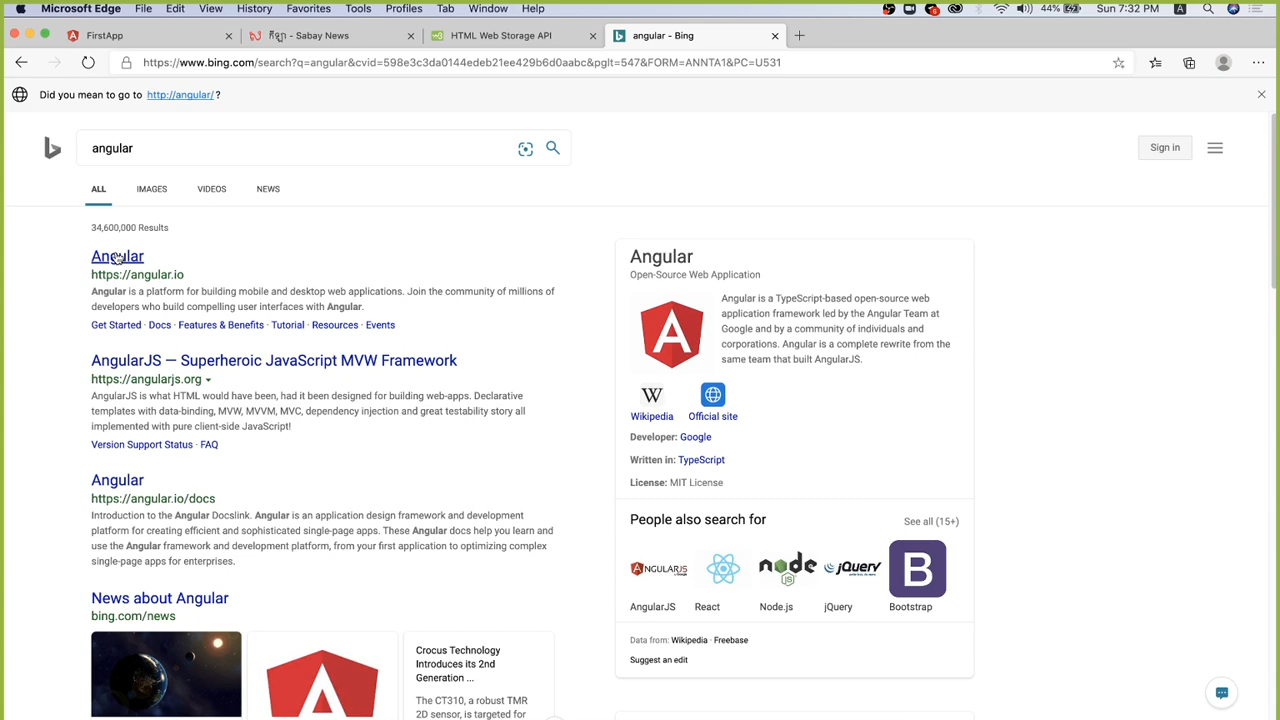 Microsoft Edge File Edit View History Favorites Tools Profiles Tab Window Help 6 44% Sun 7:32 PM A
FirstApp
កីឡា - Sabay News
HTML Web Storage API
angular - Bing
https://www.bing.com/search?q=angular&cvid=598e3c3da0144edeb21ee429b6d0aabc&pglt=547&FORM=ANNTA1&PC=U531
Did you mean to go to http://angular/ ?
angular
Sign in
ALL IMAGES VIDEOS NEWS
34,600,000 Results
Angular
https://angular.io
Angular is a platform for building mobile and desktop web applications. Join the community of millions of
developers who build compelling user interfaces with Angular.
Get Started · Docs · Features & Benefits · Tutorial · Resources · Events
AngularJS — Superheroic JavaScript MVW Framework
https://angularjs.org
AngularJS is what HTML would have been, had it been designed for building web-apps. Declarative
templates with data-binding, MVW, MVVM, MVC, dependency injection and great testability story all
implemented with pure client-side JavaScript!
Version Support Status · FAQ
Angular
https://angular.io/docs
Introduction to the Angular Docslink. Angular is an application design framework and development
platform for creating efficient and sophisticated single-page apps. These Angular docs help you learn and
use the Angular framework and development platform, from your first application to optimizing complex
single-page apps for enterprises.
News about Angular
bing.com/news
Crocus Technology
Introduces its 2nd
Generation ...
The CT310, a robust TMR
2D sensor, is targeted for
Angular
Open-Source Web Application
Angular is a TypeScript-based open-source web
application framework led by the Angular Team at
Google and by a community of individuals and
corporations. Angular is a complete rewrite from the
same team that built AngularJS.
W
Wikipedia Official site
Developer: Google
Written in: TypeScript
License: MIT License
People also search for
See all (15+)
ANGULARJS by Google
node JS
jQuery
B
AngularJS React Node.js jQuery Bootstrap
Data from: Wikipedia · Freebase
Suggest an edit